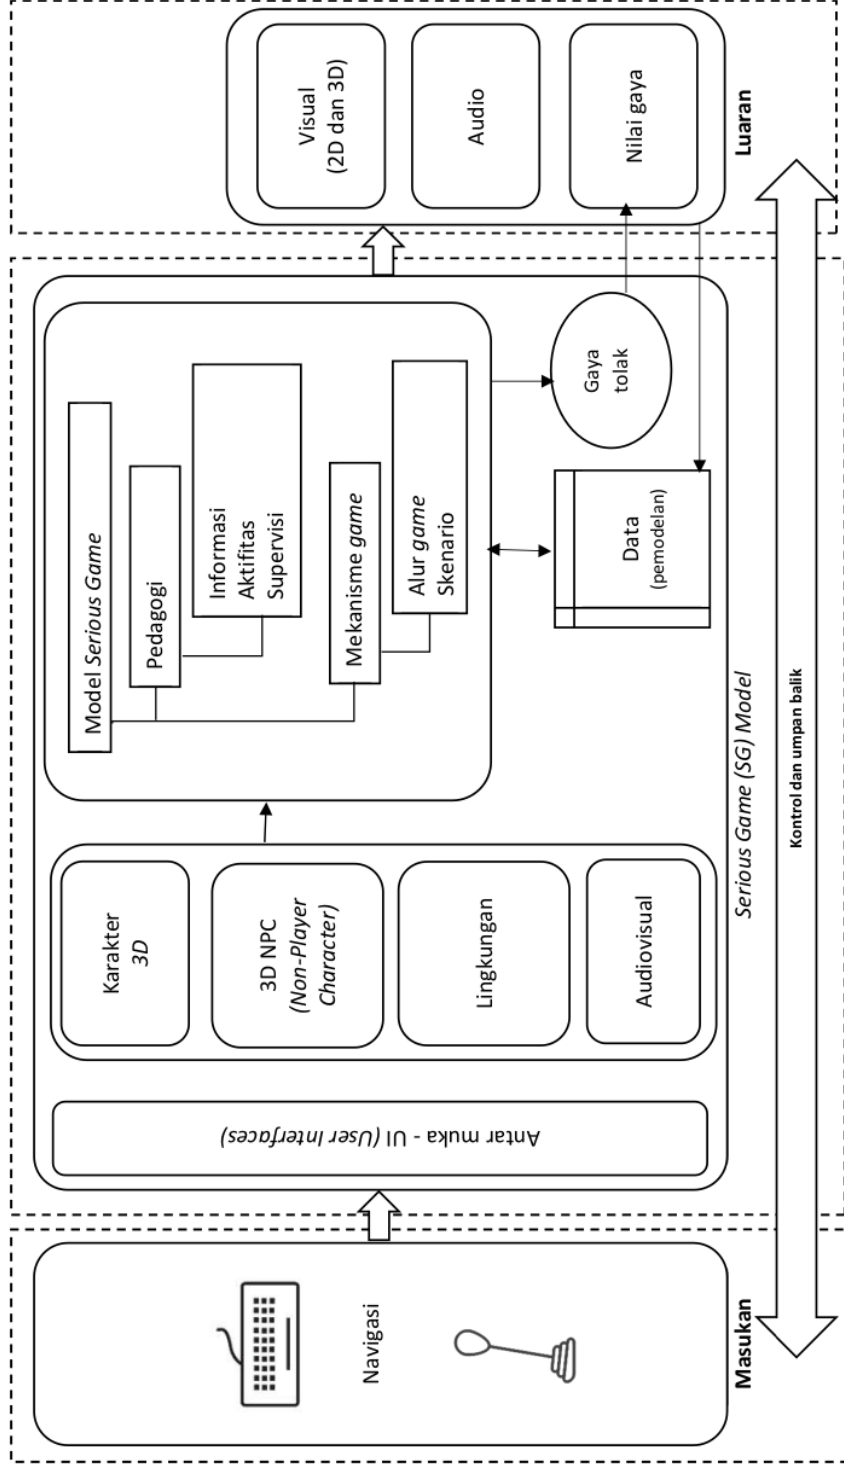 Navigasi
Masukan
Antar muka - UI (User Interfaces)
Karakter
3D
3D NPC
(Non-Player
Character)
Lingkungan
Audiovisual
Model Serious Game
Pedagogi
Informasi
Aktifitas
Supervisi
Mekanisme game
Alur game
Skenario
Data
(pemodelan)
Gaya
tolak
Serious Game (SG) Model
Visual
(2D dan 3D)
Audio
Nilai gaya
Luaran
Kontrol dan umpan balik